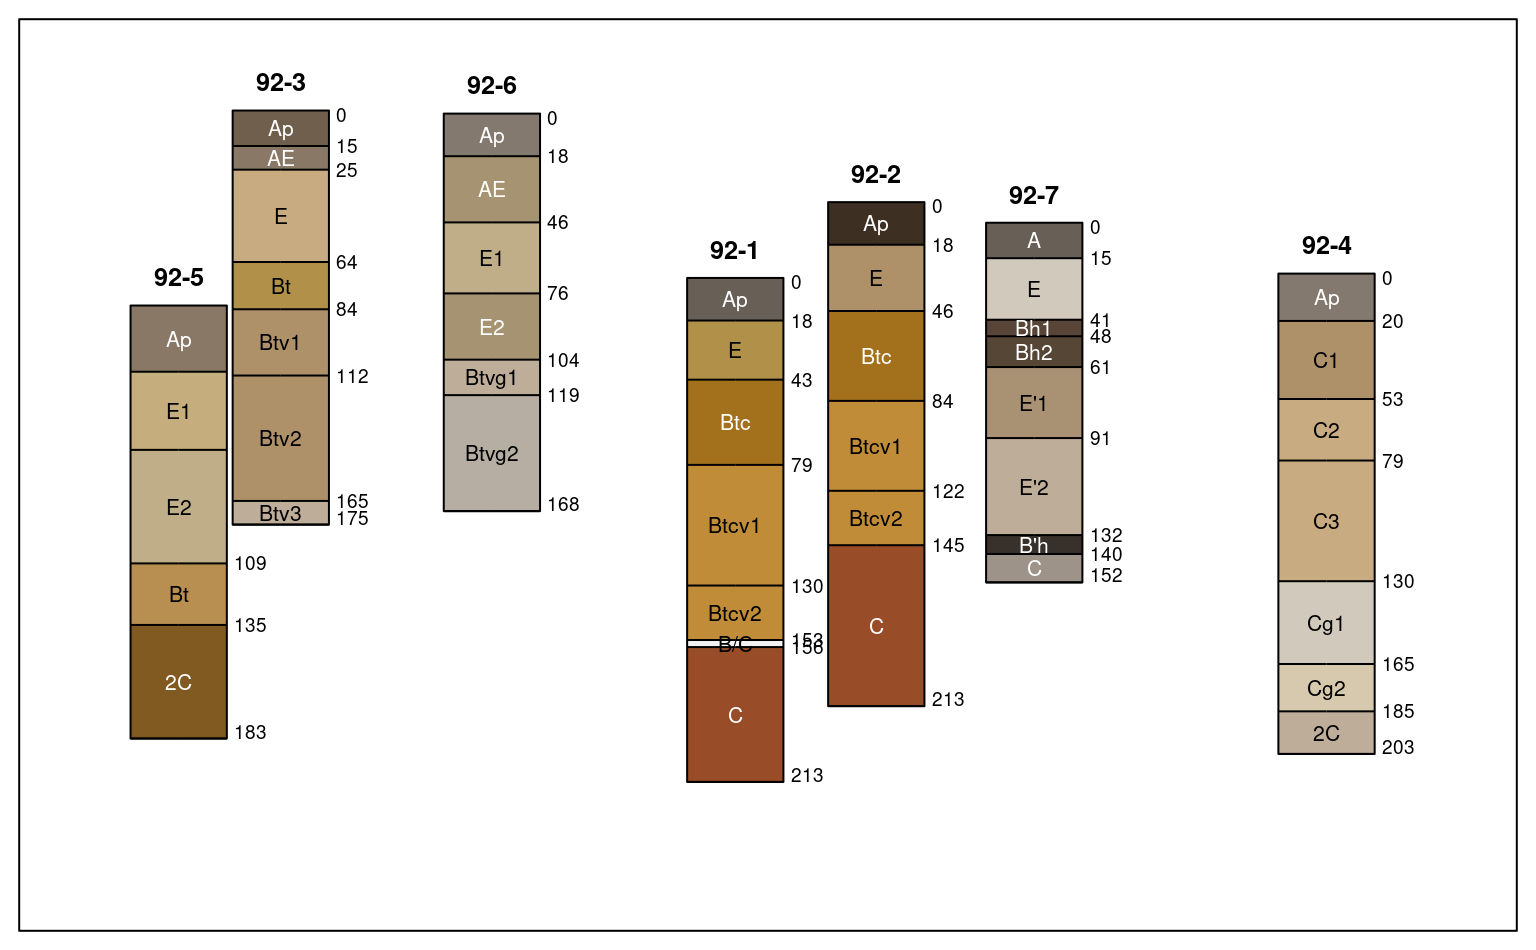 92-5
Ap
E1
E2
109
Bt
135
2C
183
92-3
0
Ap
15
AE
25
E
64
Bt
84
Btv1
112
Btv2
165
Btv3
175
92-6
0
Ap
18
AE
46
E1
76
E2
104
Btvg1
119
Btvg2
168
92-1
0
Ap
18
E
43
Btc
79
Btcv1
130
Btcv2
153
B/C
156
C
213
92-2
0
Ap
18
E
46
Btc
84
Btcv1
122
Btcv2
145
C
213
92-7
0
A
15
E
41
Bh1
48
Bh2
61
E'1
91
E'2
132
B'h
140
C
152
92-4
0
Ap
20
C1
53
C2
79
C3
130
Cg1
165
Cg2
185
2C
203